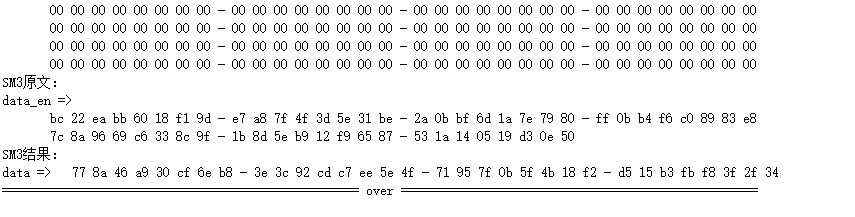 00 00 00 00 00 00 00 00 - 00 00 00 00 00 00 00 00 - 00 00 00 00 00 00 00 00 - 00 00 00 00 00 00 00 00
00 00 00 00 00 00 00 00 - 00 00 00 00 00 00 00 00 - 00 00 00 00 00 00 00 00 - 00 00 00 00 00 00 00 00
00 00 00 00 00 00 00 00 - 00 00 00 00 00 00 00 00 - 00 00 00 00 00 00 00 00 - 00 00 00 00 00 00 00 00
00 00 00 00 00 00 00 00 - 00 00 00 00 00 00 00 00 - 00 00 00 00 00 00 00 00 - 00 00 00 00 00 00 00 00
SM3原文:
data_en =>
bc 22 ea bb 60 18 f1 9d - e7 a8 7f 4f 3d 5e 31 be - 2a 0b bf 6d 1a 7e 79 80 - ff 0b b4 f6 c0 89 83 e8
7c 8a 96 69 c6 33 8c 9f - 1b 8d 5e b9 12 f9 65 87 - 53 1a 14 05 19 d3 0e 50
SM3结果:
data => 77 8a 46 a9 30 cf 6e b8 - 3e 3c 92 cd c7 ee 5e 4f - 71 95 7f 0b 5f 4b 18 f2 - d5 15 b3 fb f8 3f 2f 34
=================================================== over ===================================================